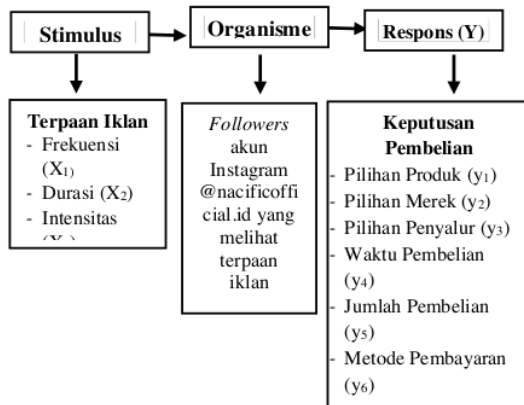 Stimulus
Organisme
Respons (Y)
Terpaan Iklan
- Frekuensi
(X1)
- Durasi (X2)
- Intensitas
Followers
akun
Instagram
@nacificoffi
cial.id yang
melihat
terpaan
iklan
Keputusan
Pembelian
- Pilihan Produk (y1)
- Pilihan Merek (y2)
- Pilihan Penyalur (y3)
- Waktu Pembelian
(y4)
- Jumlah Pembelian
(y5)
- Metode Pembayaran
(y6)